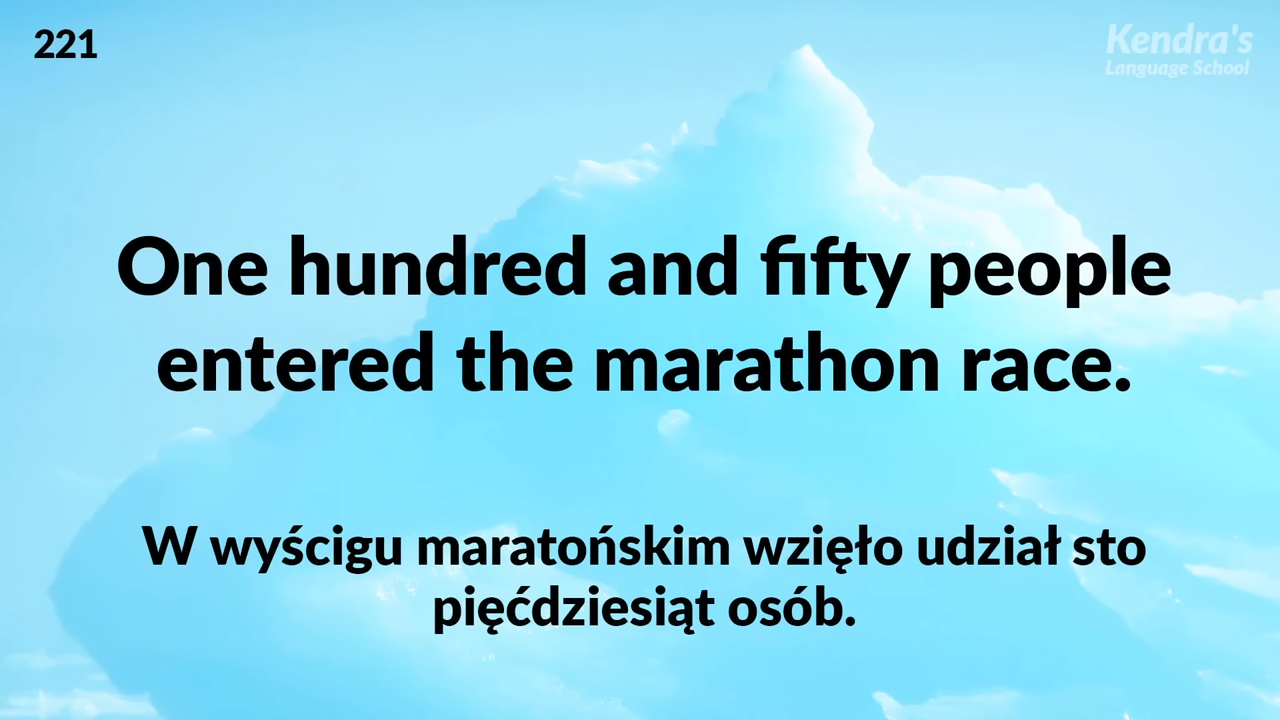 221
Kendra's
Language School
One hundred and fifty people
entered the marathon race.
W wyścigu maratońskim wzięło udział sto
pięćdziesiąt osób.